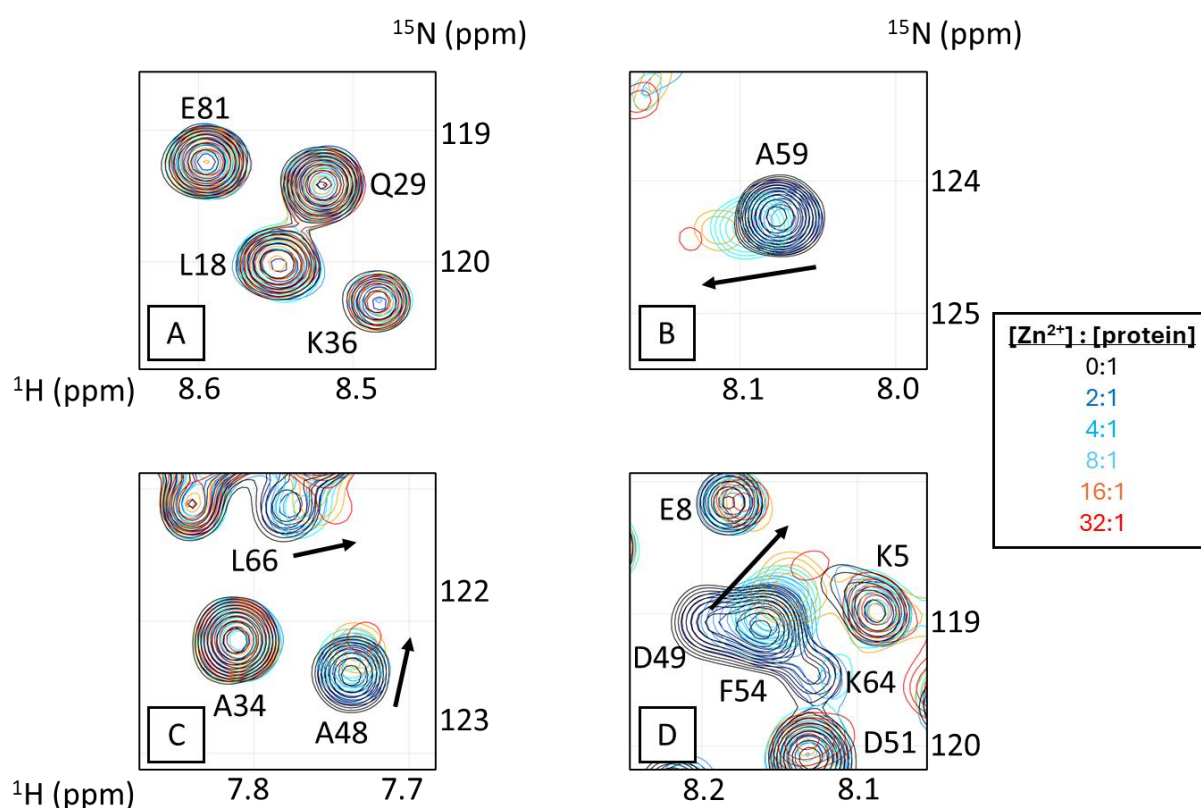 ¹⁵N (ppm)
¹⁵N (ppm)
E81
Q29
L18
K36
A
119
120
A59
B
124
125
¹H (ppm)
8.6
8.5
8.1
8.0
[Zn²⁺] : [protein]
0:1
2:1
4:1
8:1
16:1
32:1
L66
A34
A48
C
122
123
E8
K5
D49
F54
K64
D51
D
119
120
¹H (ppm)
7.8
7.7
8.2
8.1